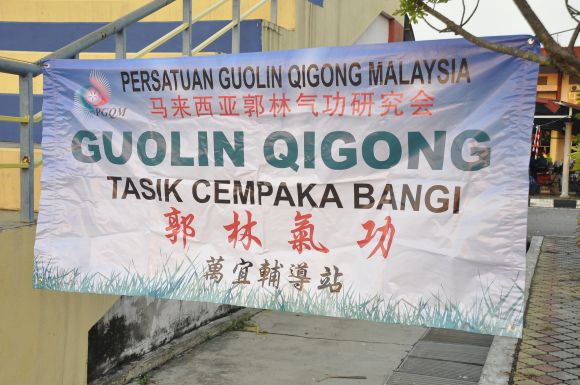 PERSATUAN GUOLIN QIGONG MALAYSIA
PGQM
马来西亚郭林气功研究会
GUOLIN QIGONG
TASIK CEMPAKA BANGI
郭林氣功
萬宜輔導站